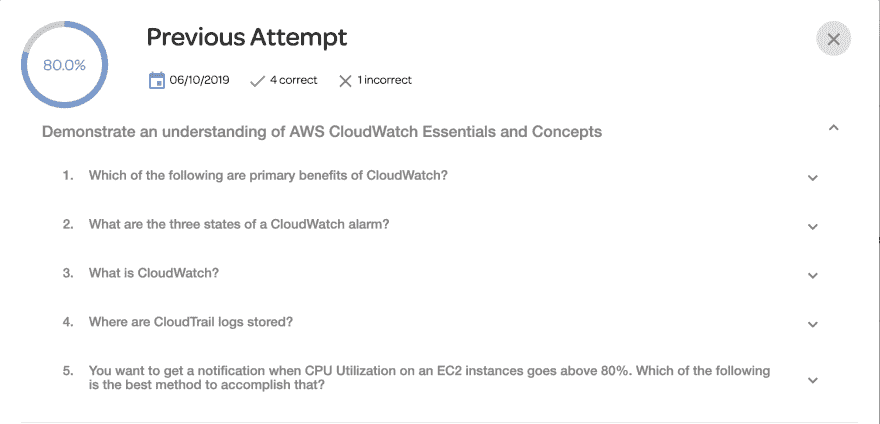 80.0%
Previous Attempt
06/10/2019 4 correct 1 incorrect
Demonstrate an understanding of AWS CloudWatch Essentials and Concepts
1. Which of the following are primary benefits of CloudWatch?
2. What are the three states of a CloudWatch alarm?
3. What is CloudWatch?
4. Where are CloudTrail logs stored?
5. You want to get a notification when CPU Utilization on an EC2 instances goes above 80%. Which of the following
is the best method to accomplish that?